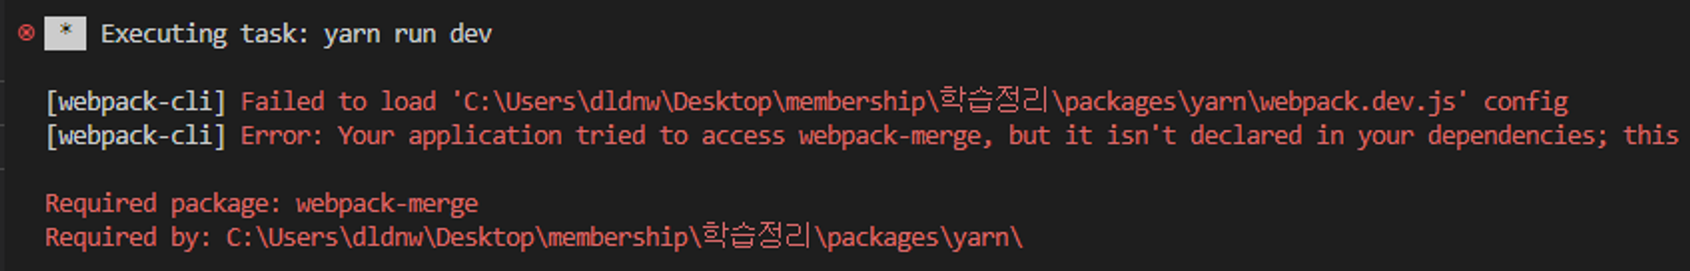 * Executing task: yarn run dev
[webpack-cli] Failed to load 'C:\Users\dldnw\Desktop\membership\학습정리\packages\yarn\webpack.dev.js' config
[webpack-cli] Error: Your application tried to access webpack-merge, but it isn't declared in your dependencies; this
Required package: webpack-merge
Required by: C:\Users\dldnw\Desktop\membership\학습정리\packages\yarn\